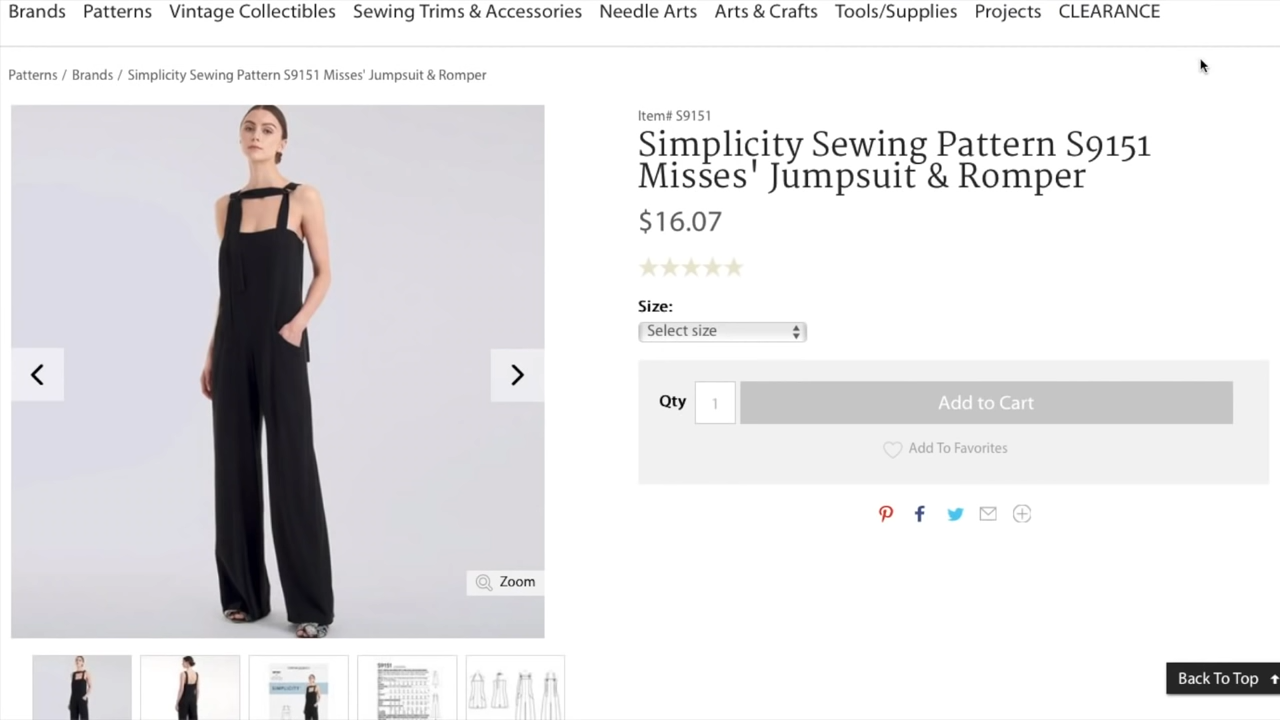 Brands Patterns Vintage Collectibles Sewing Trims & Accessories Needle Arts Arts & Crafts Tools/Supplies Projects CLEARANCE
Patterns / Brands / Simplicity Sewing Pattern S9151 Misses' Jumpsuit & Romper
Item# S9151
Simplicity Sewing Pattern S9151
Misses' Jumpsuit & Romper
$16.07
Size:
Select size
Qty 1 Add to Cart
Add To Favorites
Zoom
SIMPLICITY
S9151
Back To Top